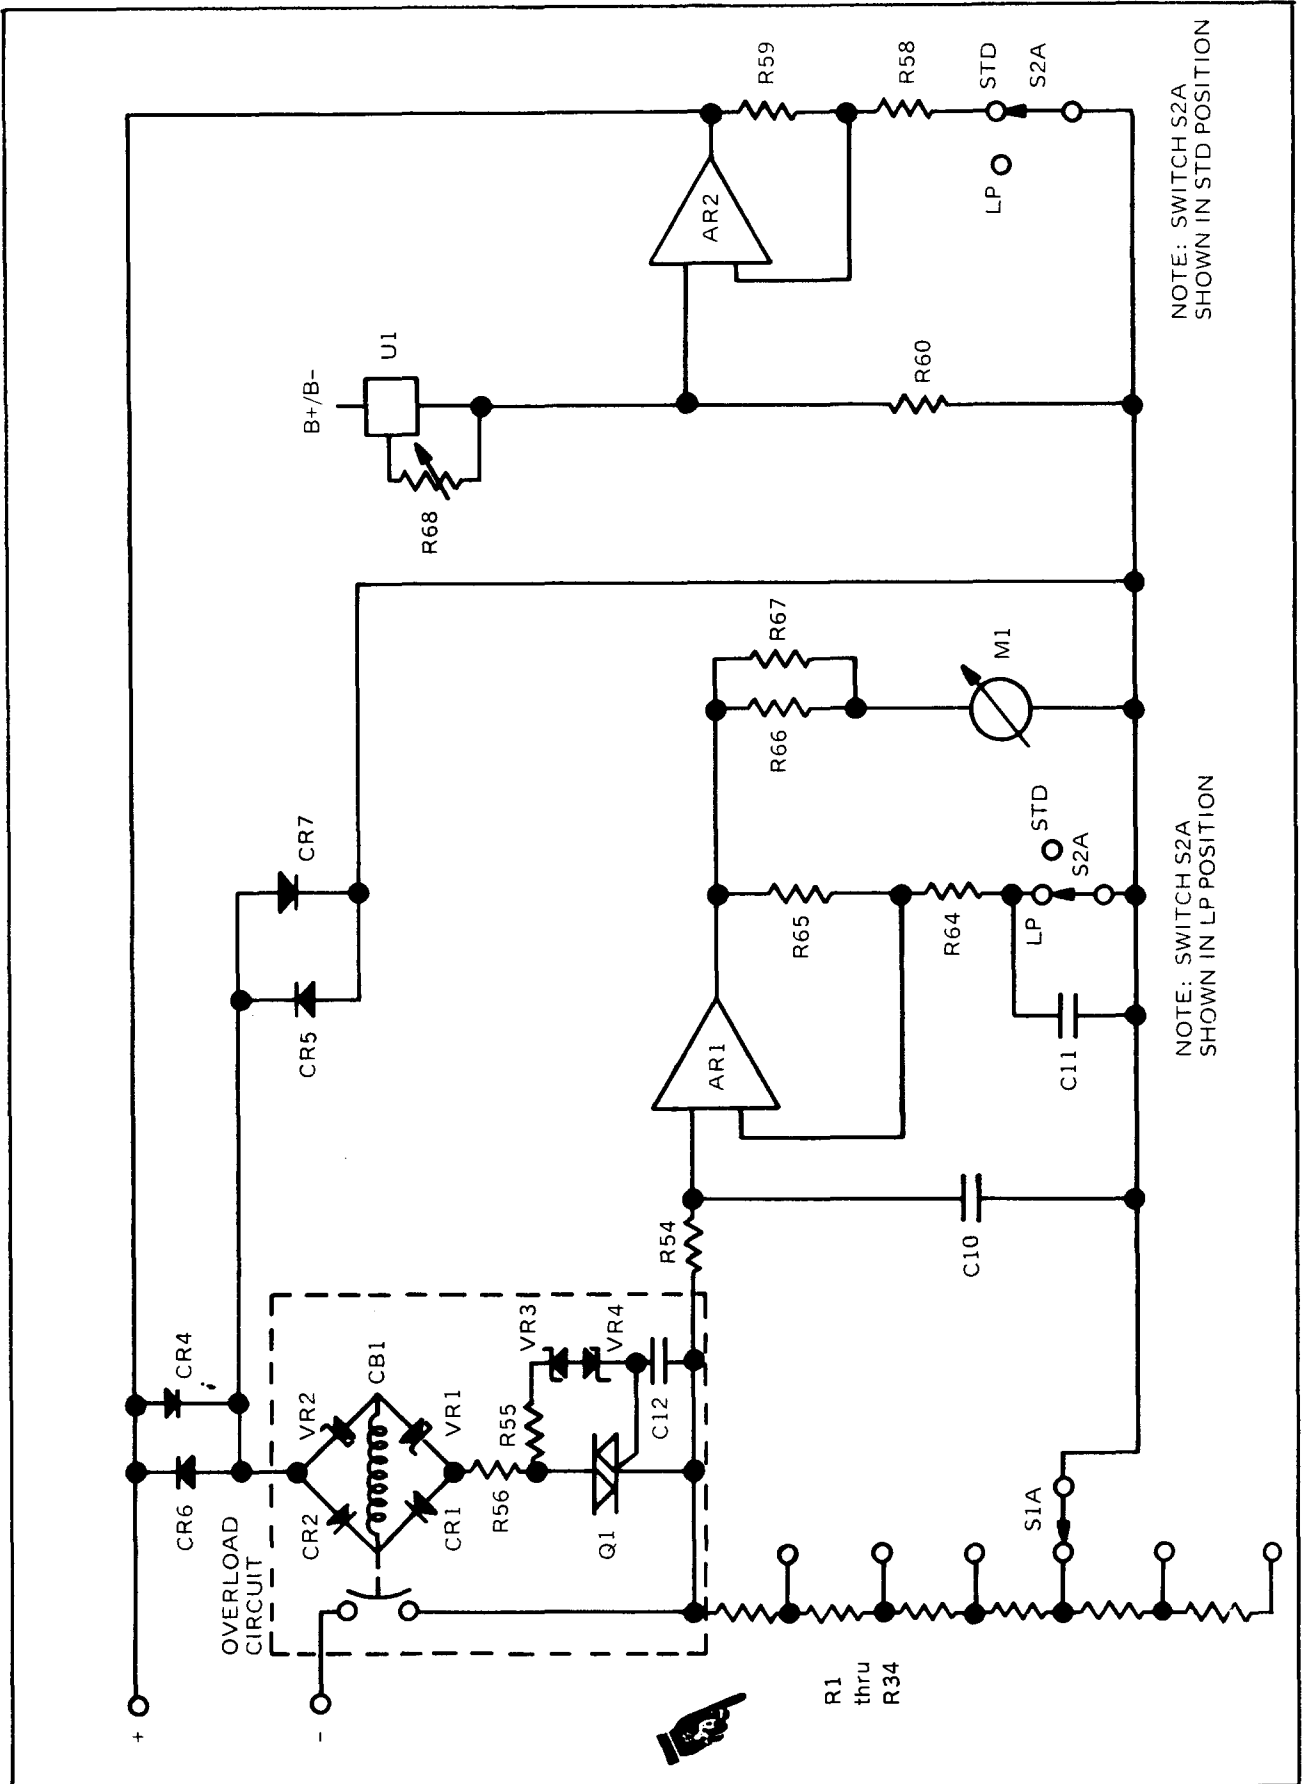 +
-
OVERLOAD
CIRCUIT
CR6
CR4
CR2
VR2
CB1
CR1
VR1
R56
R55
VR3
VR4
Q1
C12
R54
R1
thru
R34
S1A
C10
CR5
CR7
AR1
R65
R64
LP
STD
S2A
C11
R66
R67
M1
NOTE: SWITCH S2A
SHOWN IN LP POSITION
B+/B-
U1
R68
R60
AR2
R59
R58
LP
STD
S2A
NOTE: SWITCH S2A
SHOWN IN STD POSITION